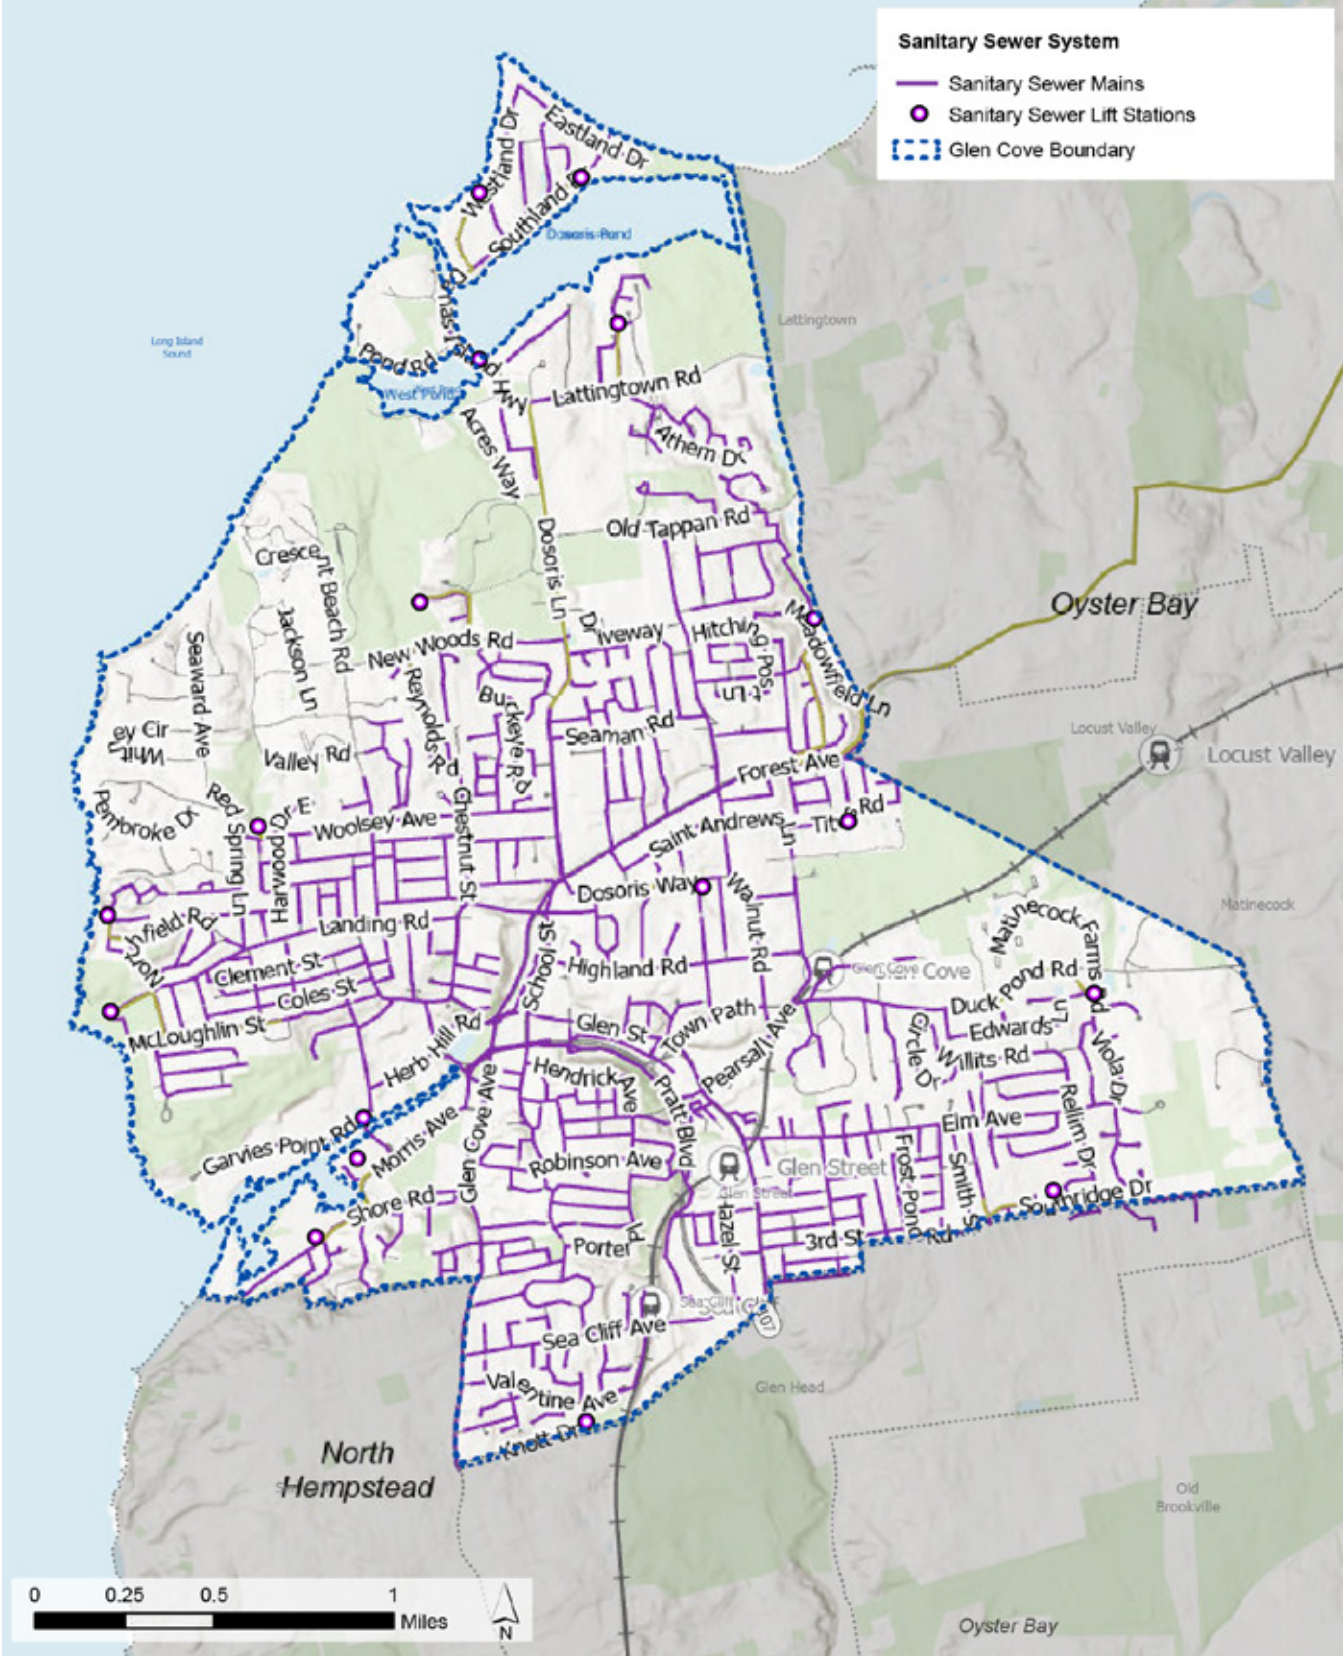 Sanitary Sewer System
Sanitary Sewer Mains
Sanitary Sewer Lift Stations
Glen Cove Boundary
Eastland Dr
Westland Dr
Southland
Dosoris Pond
Lattingtown
Long Island
Sound
Pond Rd
West Pond
Lattingtown Rd
Acres Way
Athem Dr
Old Tappan Rd
Dosoris Ln
Crescent Beach Rd
Oyster Bay
Jackson Ln
Driveway
Hitching Post Ln
Meadowfield Ln
New Woods Rd
Seaward Ave
Reynolds Rd
Buckeye Rd
Whitney Cir
Seaman Rd
Locust Valley
Locust Valley
Valley Rd
Forest Ave
Pembroke Dr
Red Spring Ln
Harwood Dr E
Woolsey Ave
Chestnut St
Saint Andrews Ln
Rd
Dosoris Way
Walnut Rd
Matinecock
Landing Rd
Matinecock Farms Rd
Clement St
School St
Highland Rd
Glen Cove
Duck Pond Rd
Coles St
McLoughlin St
Herb Hill Rd
Glen St
Town Path
Pearsall Ave
Circle Dr
Edwards Ln
Willits Rd
Viola Dr
Hendrick Ave
Pratt Blvd
Glen Cove Ave
Elm Ave
Rellim Dr
Garvies Point Rd
Morris Ave
Robinson Ave
Glen Street
Glen Street
Frost Pond Rd
Smith St
Shore Rd
Southridge Dr
Hazel St
Porter Pl
3rd St
Sea Cliff
Sea Cliff
107
Sea Cliff Ave
Valentine Ave
Glen Head
Knott Dr
North
Hempstead
Old
Brookville
0 0.25 0.5 1
Miles
N
Oyster Bay